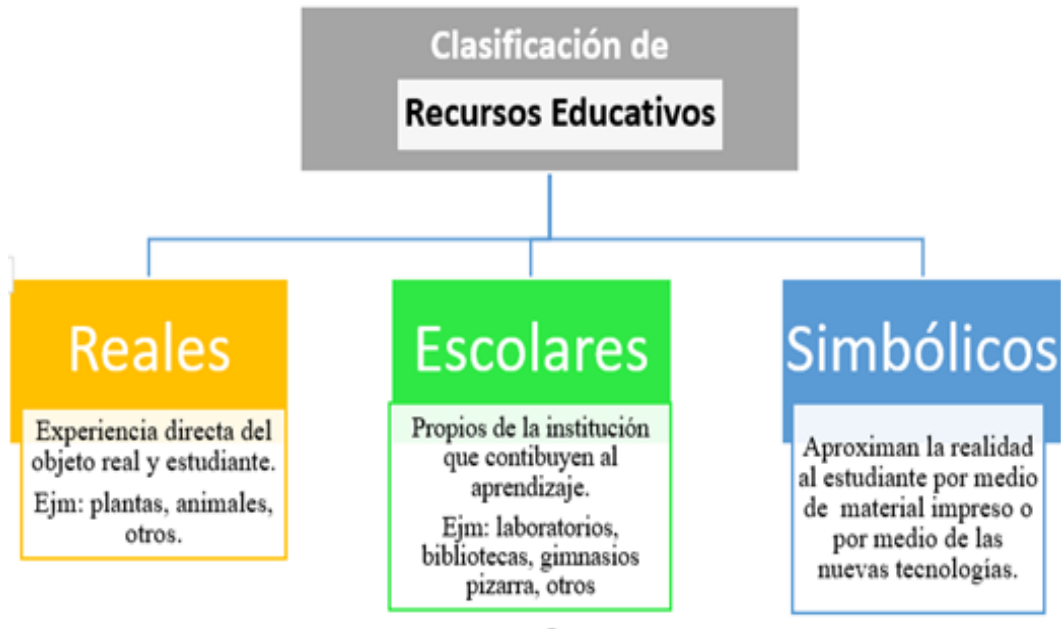 Clasificación de
Recursos Educativos
Reales
Experiencia directa del
objeto real y estudiante.
Ejm: plantas, animales,
otros.
Escolares
Propios de la institución
que contibuyen al
aprendizaje.
Ejm: laboratorios,
bibliotecas, gimnasios
pizarra, otros
Simbólicos
Aproximan la realidad
al estudiante por medio
de material impreso o
por medio de las
nuevas tecnologías.